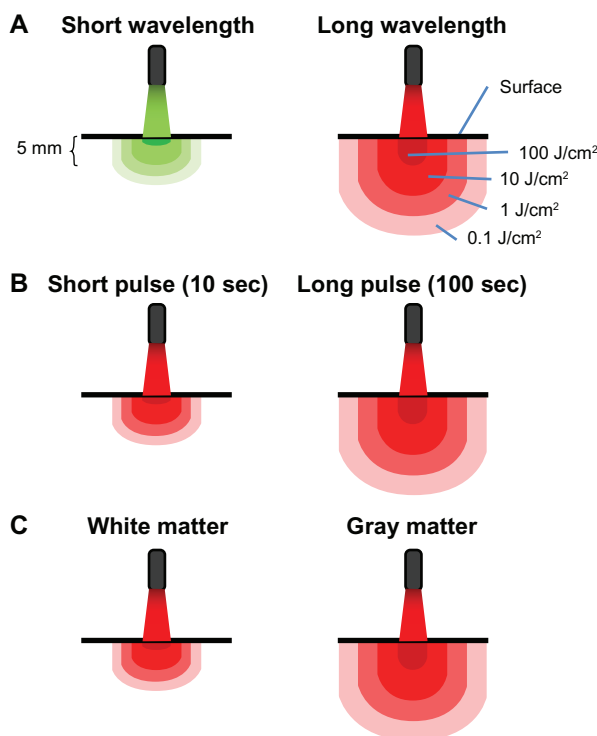 A Short wavelength Long wavelength
Surface
5 mm
100 J/cm²
10 J/cm²
1 J/cm²
0.1 J/cm²
B Short pulse (10 sec) Long pulse (100 sec)
C White matter Gray matter